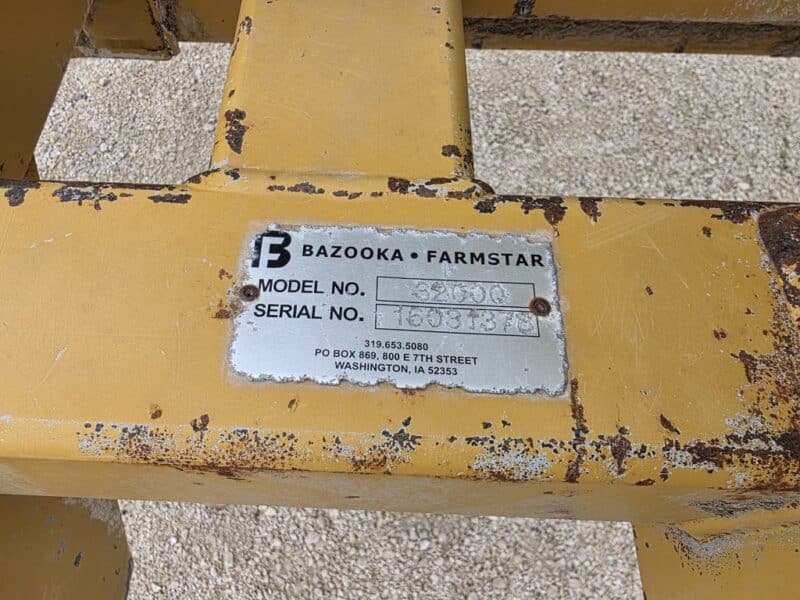 B BAZOOKA • FARMSTAR
MODEL NO.
SERIAL NO.
319.653.5080
PO BOX 869, 800 E 7TH STREET
WASHINGTON, IA 52353